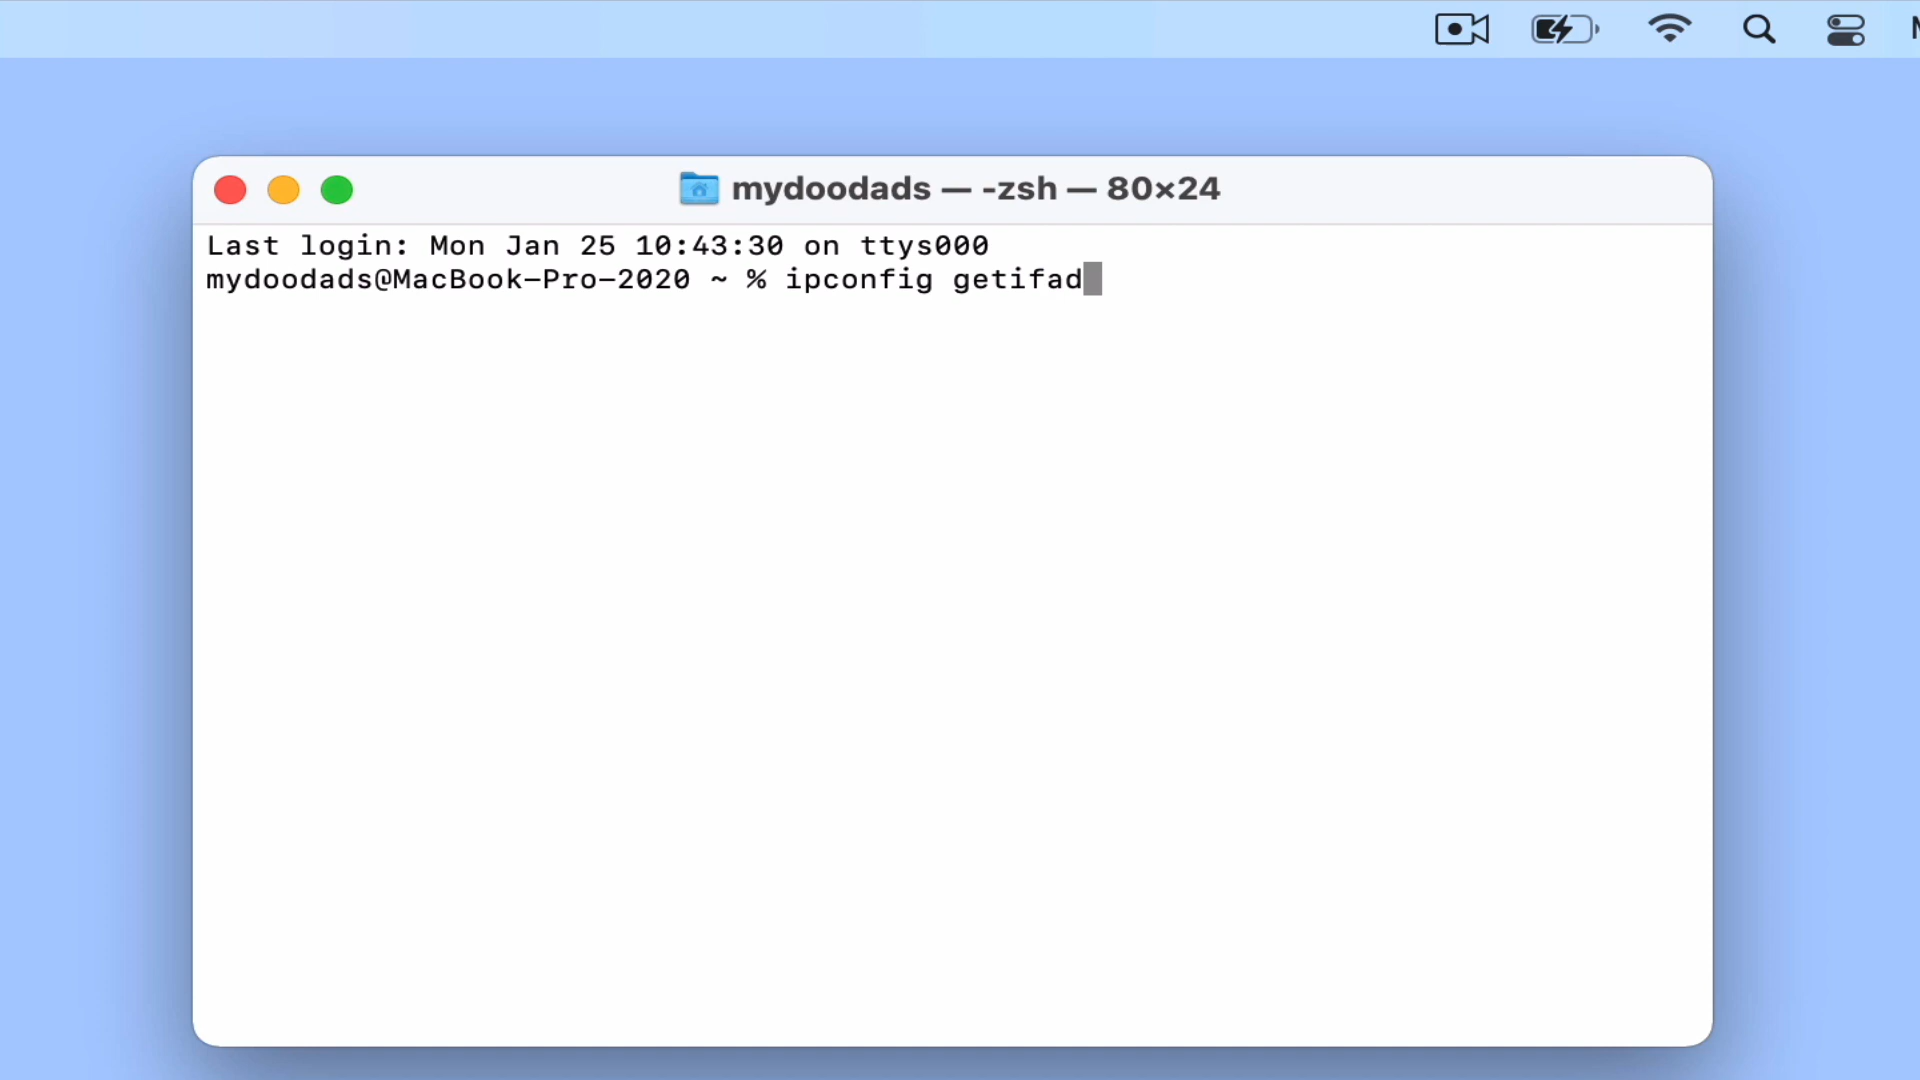 mydoodads — -zsh — 80×24
Last login: Mon Jan 25 10:43:30 on ttys000
mydoodads@MacBook-Pro-2020 ~ % ipconfig getifad